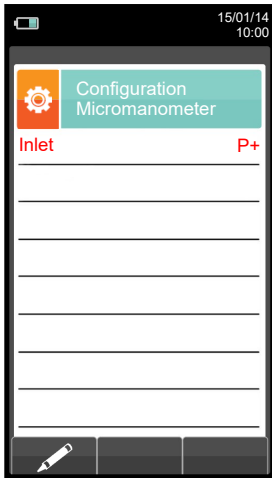 15/01/14
10:00
Configuration
Micromanometer
Inlet P+